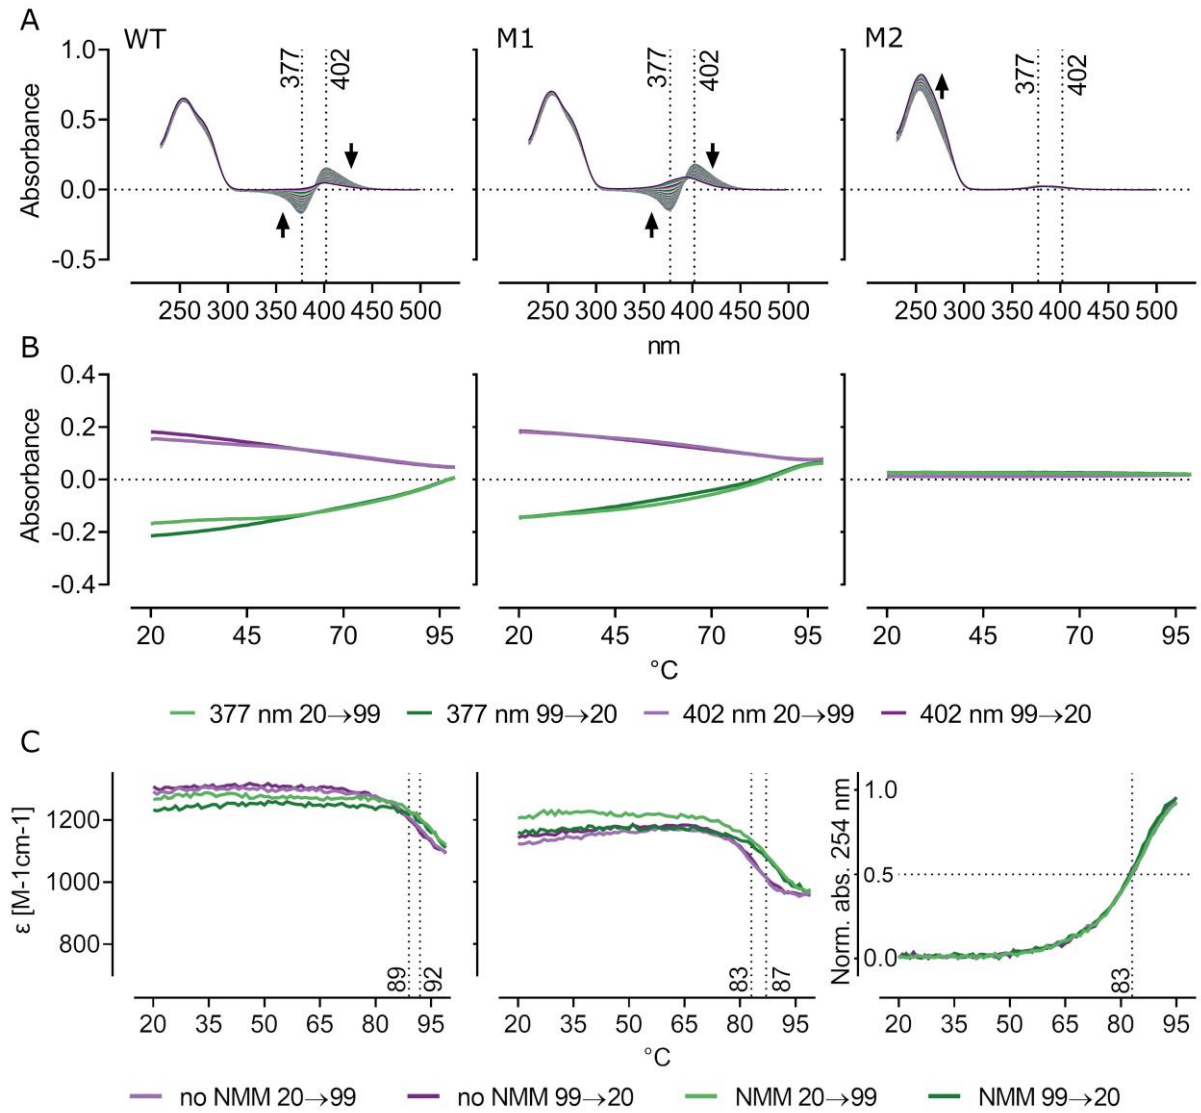 A
WT
M1
M2
1.0
0.5
0.0
-0.5
Absorbance
377
402
377
402
377
402
250 300 350 400 450 500
250 300 350 400 450 500
250 300 350 400 450 500
nm
B
0.4
0.2
0.0
-0.2
-0.4
Absorbance
20 45 70 95
20 45 70 95
20 45 70 95
°C
377 nm 20→99 377 nm 99→20 402 nm 20→99 402 nm 99→20
C
1200
1000
800
ε [M-1cm-1]
89
92
83
87
1.0
0.5
0.0
Norm. abs. 254 nm
83
20 35 50 65 80 95
20 35 50 65 80 95
20 35 50 65 80 95
°C
no NMM 20→99 no NMM 99→20 NMM 20→99 NMM 99→20